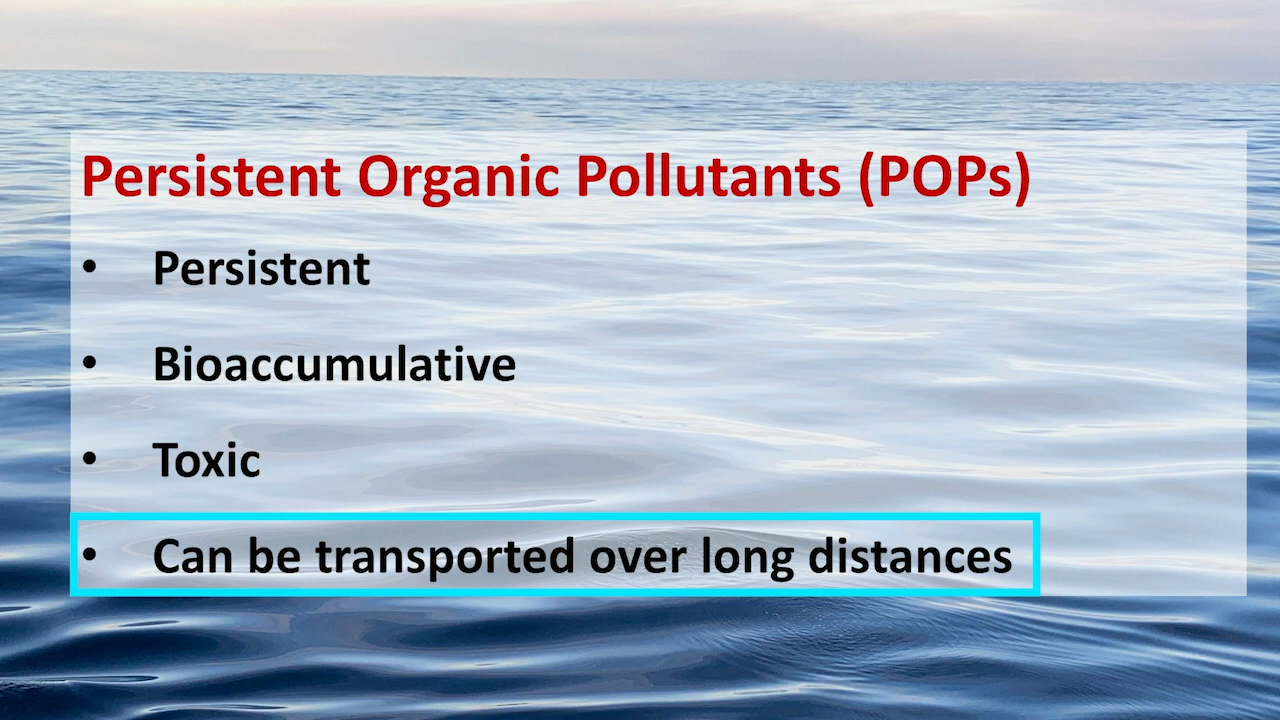 Persistent Organic Pollutants (POPs)
• Persistent
• Bioaccumulative
• Toxic
• Can be transported over long distances